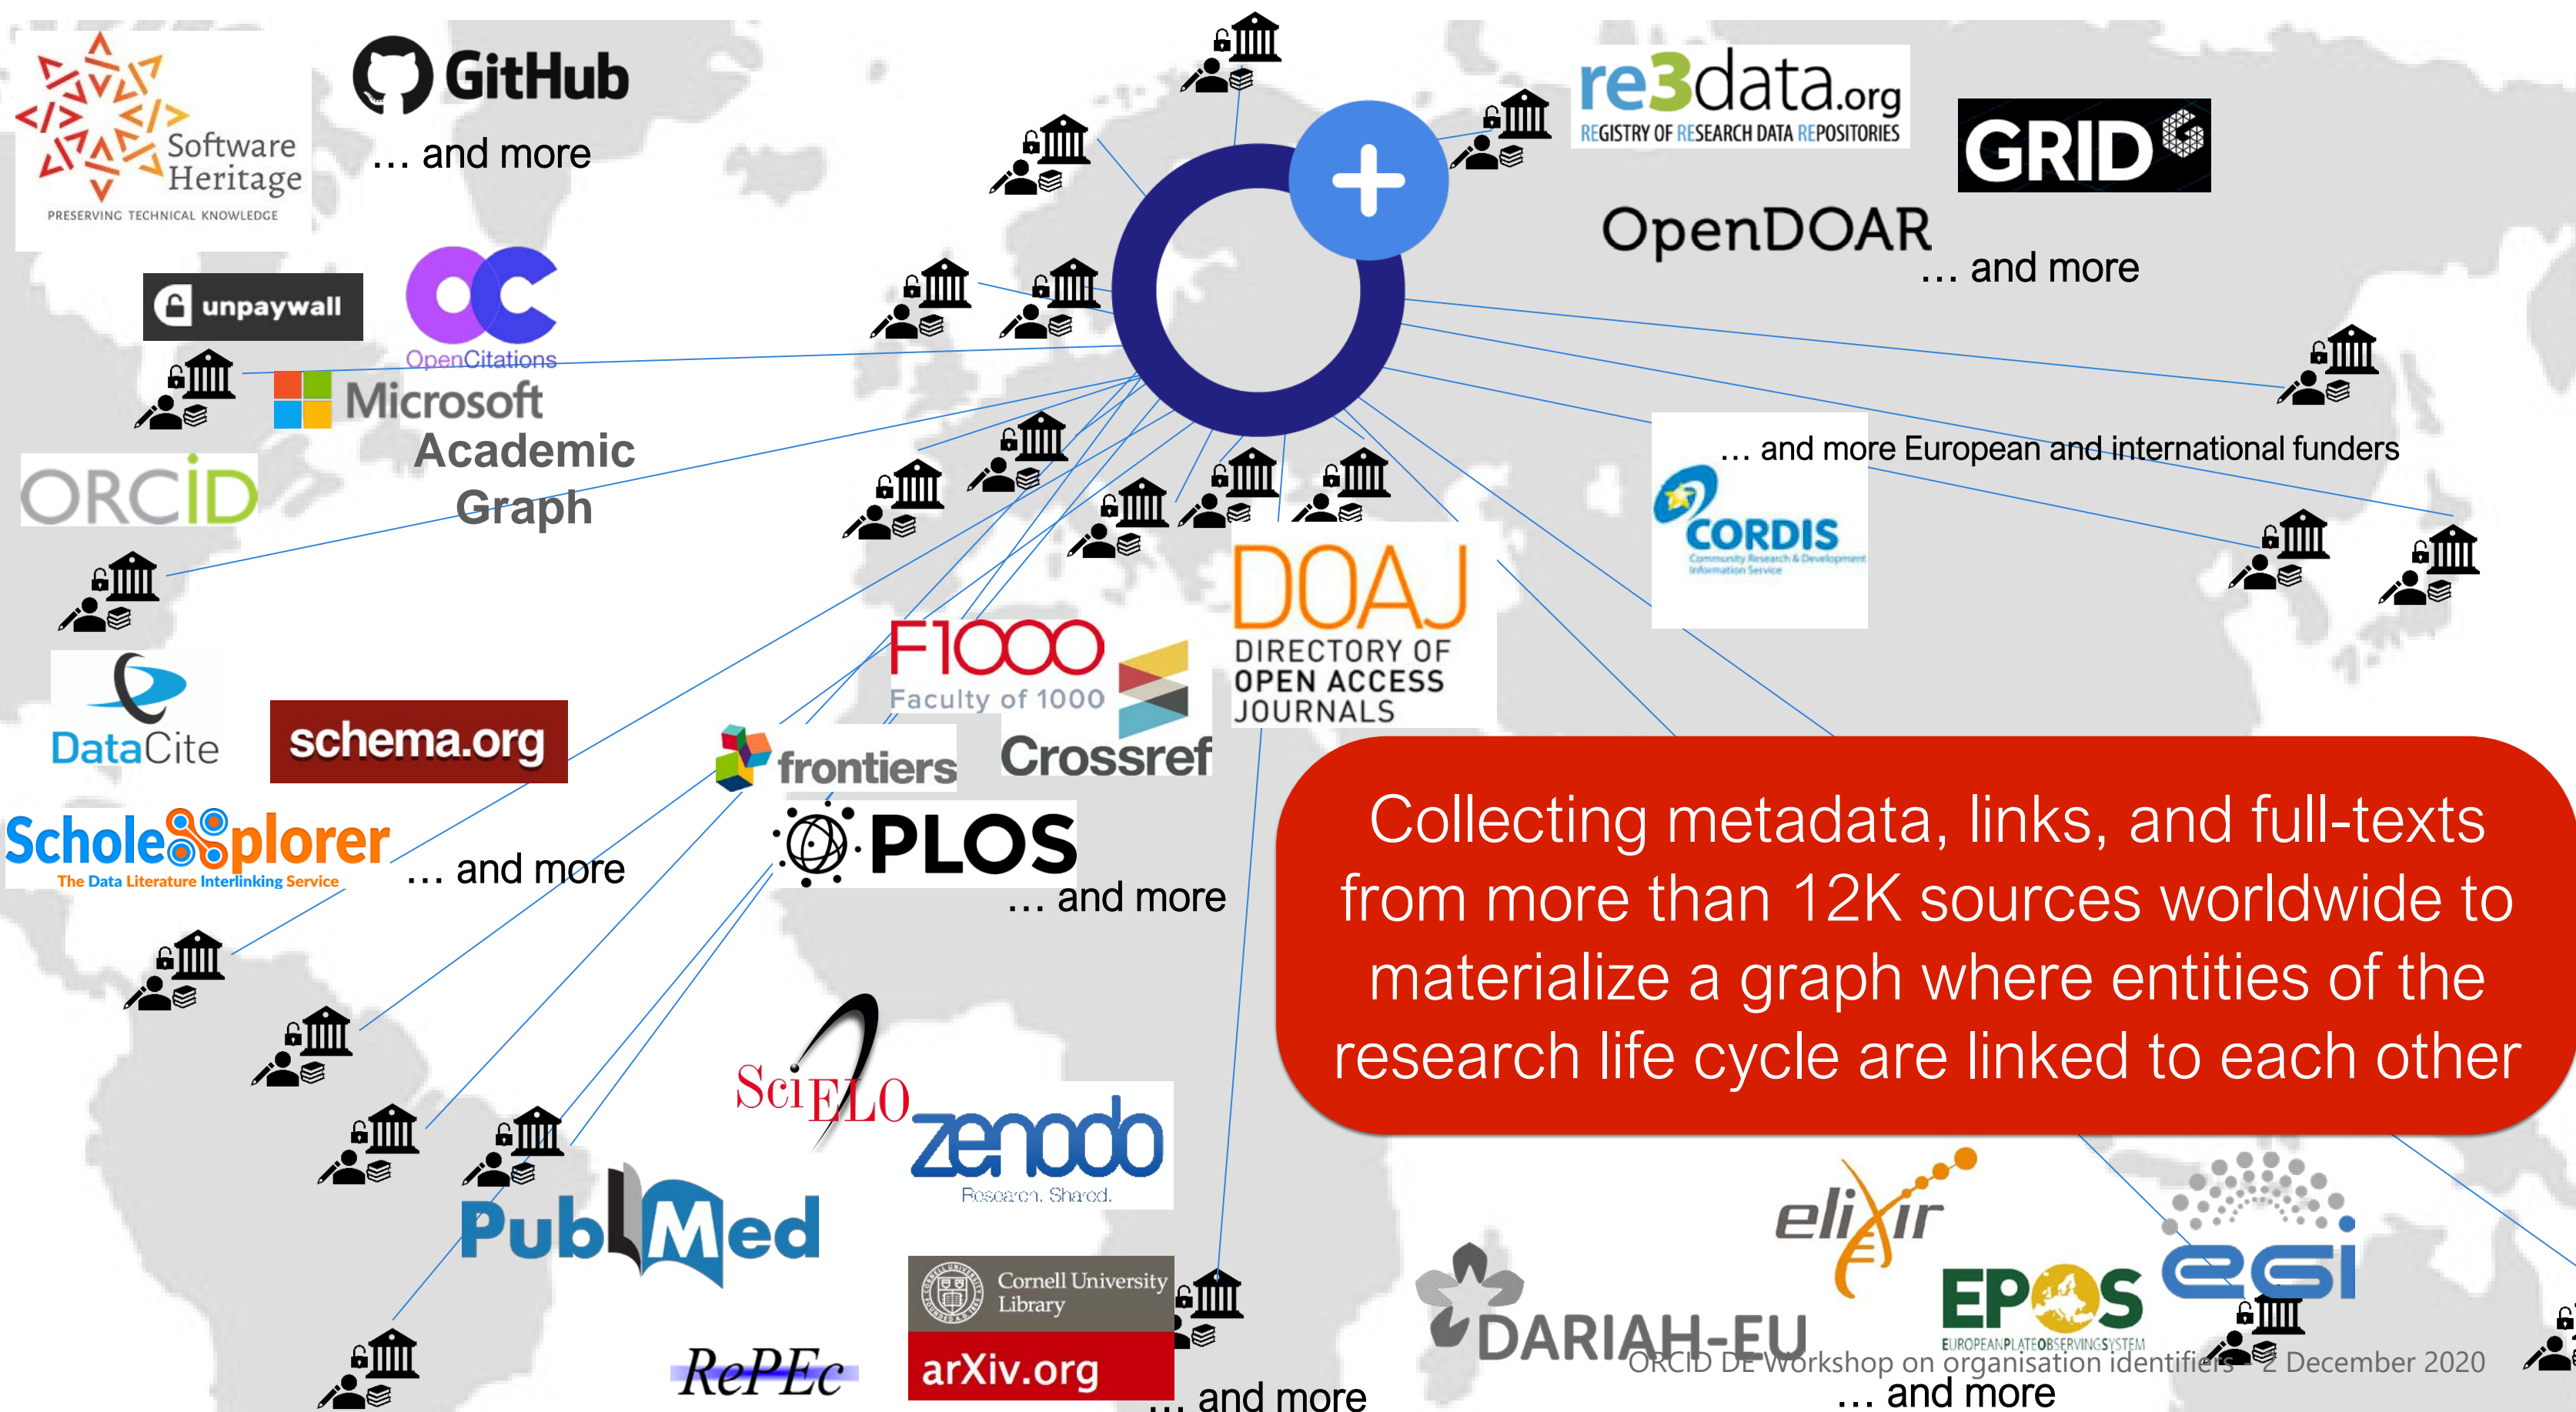 Software
Heritage
PRESERVING TECHNICAL KNOWLEDGE
GitHub
... and more
re3data.org
REGISTRY OF RESEARCH DATA REPOSITORIES
GRID
OpenDOAR
... and more
unpaywall
OpenCitations
Microsoft
Academic
Graph
ORCiD
... and more European and international funders
CORDIS
Community Research & Development
Information Service
DOAJ
DIRECTORY OF
OPEN ACCESS
JOURNALS
F1000
Faculty of 1000
Crossref
DataCite
schema.org
frontiers
ScholeXplorer
The Data Literature Interlinking Service
... and more
PLOS
... and more
Collecting metadata, links, and full-texts
from more than 12K sources worldwide to
materialize a graph where entities of the
research life cycle are linked to each other
SciELO
zenodo
Research. Shared.
PubMed
Cornell University
Library
arXiv.org
RePEc
... and more
elixir
egi
EPOS
EUROPEANPLATEOBSERVINGSYSTEM
DARIAH-EU
ORCID DE Workshop on organisation identifiers - 2 December 2020
... and more